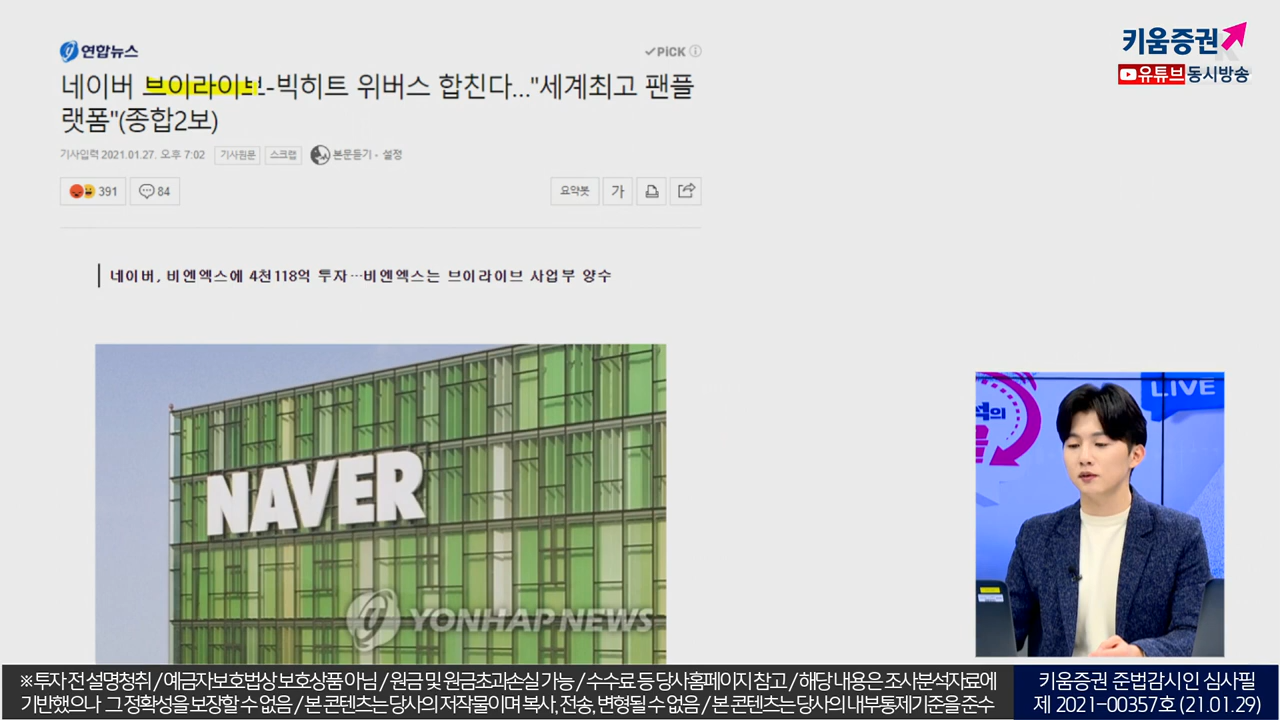 연합뉴스
PiCK
네이버 브이라이브-빅히트 위버스 합친다..."세계최고 팬플
랫폼"(종합2보)
기사입력 2021.01.27. 오후 7:02 기사원문 스크랩 본문듣기 · 설정
391 84 요약봇 가
네이버, 비엔엑스에 4천118억 투자…비엔엑스는 브이라이브 사업부 양수
NAVER
YONHAP NEWS
키움증권
유튜브 동시방송
LIVE
석의
※ 투자 전 설명청취 / 예금자보호법상 보호상품 아님 / 원금 및 원금초과손실 가능 / 수수료 등 당사홈페이지 참고 / 해당 내용은 조사분석자료에
기반했으나 그 정확성을 보장할 수 없음 / 본 콘텐츠는 당사의 저작물이며 복사, 전송, 변형될 수 없음 / 본 콘텐츠는 당사의 내부통제기준을 준수
키움증권 준법감시인 심사필
제 2021-00357호 (21.01.29)